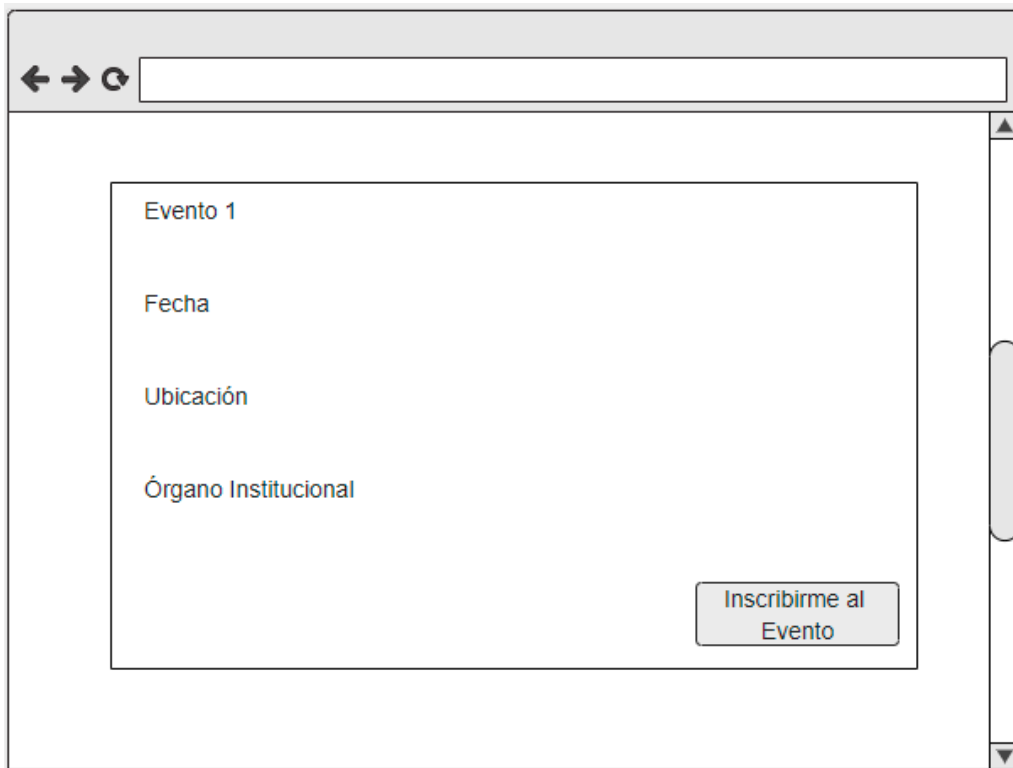 Evento 1
Fecha
Ubicación
Órgano Institucional
Inscribirme al
Evento